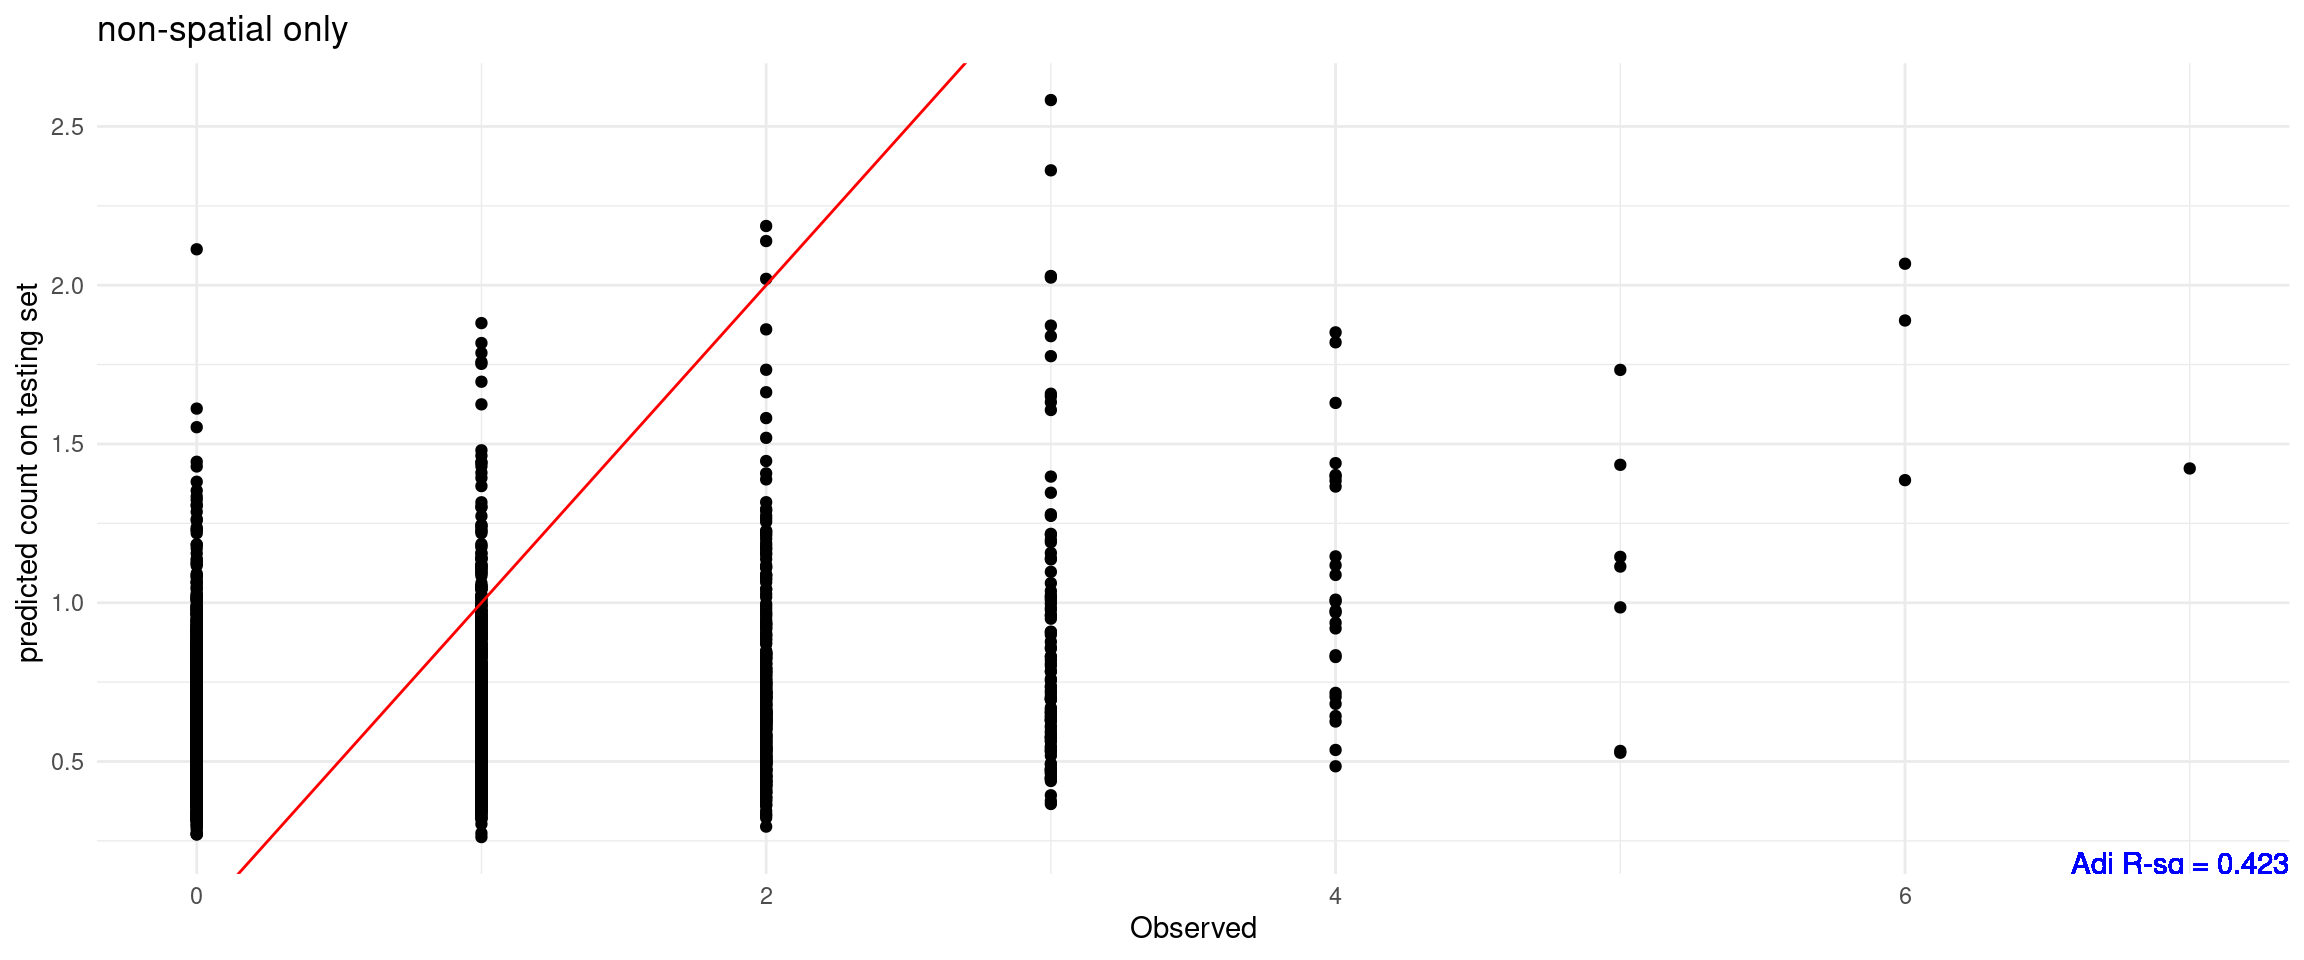 non-spatial only
predicted count on testing set
2.5
2.0
1.5
1.0
0.5
Adj R-sq = 0.423
0 2 4 6
Observed